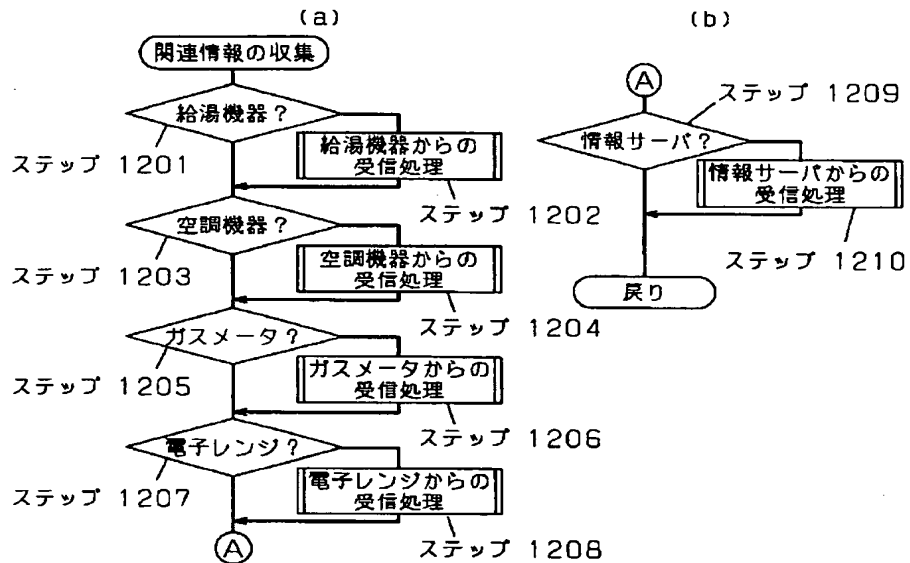 (a)
関連情報の収集
給湯機器?
ステップ 1201
給湯機器からの
受信処理
ステップ 1202
空調機器?
ステップ 1203
空調機器からの
受信処理
ステップ 1204
ガスメータ?
ステップ 1205
ガスメータからの
受信処理
ステップ 1206
電子レンジ?
ステップ 1207
電子レンジからの
受信処理
ステップ 1208
A
(b)
A
ステップ 1209
情報サーバ?
情報サーバからの
受信処理
ステップ 1210
戻り